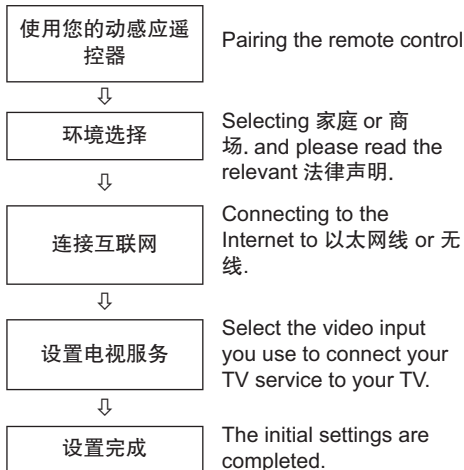 使用您的动感应遥
控器
Pairing the remote control
⇩
环境选择
Selecting 家庭 or 商
场. and please read the
relevant 法律声明.
⇩
连接互联网
Connecting to the
Internet to 以太网线 or 无
线.
⇩
设置电视服务
Select the video input
you use to connect your
TV service to your TV.
⇩
设置完成
The initial settings are
completed.